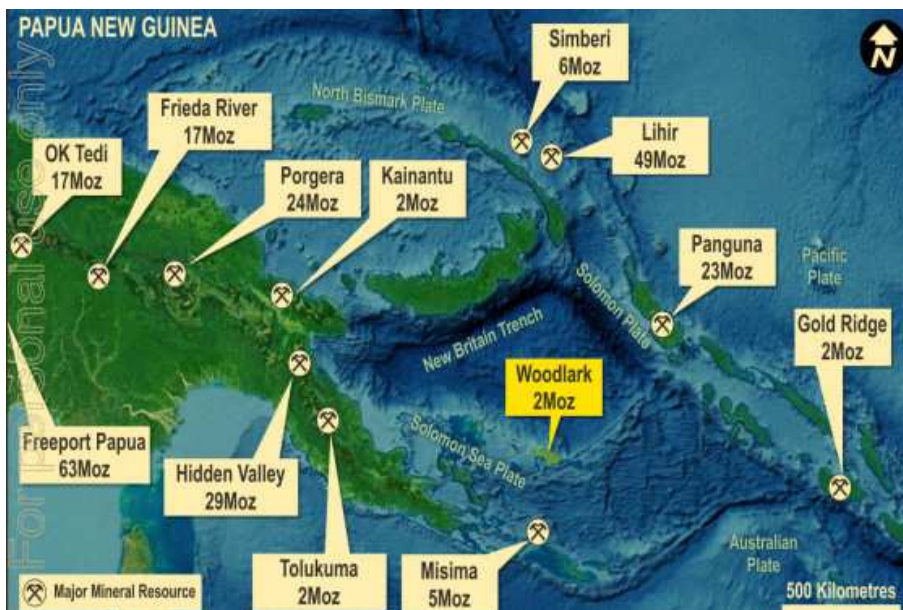 PAPUA NEW GUINEA
For personal use only
Simberi
6Moz
N
North Bismark Plate
Frieda River
17Moz
Lihir
49Moz
OK Tedi
17Moz
Porgera
24Moz
Kainantu
2Moz
Panguna
23Moz
Pacific
Plate
Solomon Plate
Gold Ridge
2Moz
New Britain Trench
Woodlark
2Moz
Freeport Papua
63Moz
Solomon Sea Plate
Hidden Valley
29Moz
Australian
Plate
Tolukuma
2Moz
Misima
5Moz
Major Mineral Resource
500 Kilometres